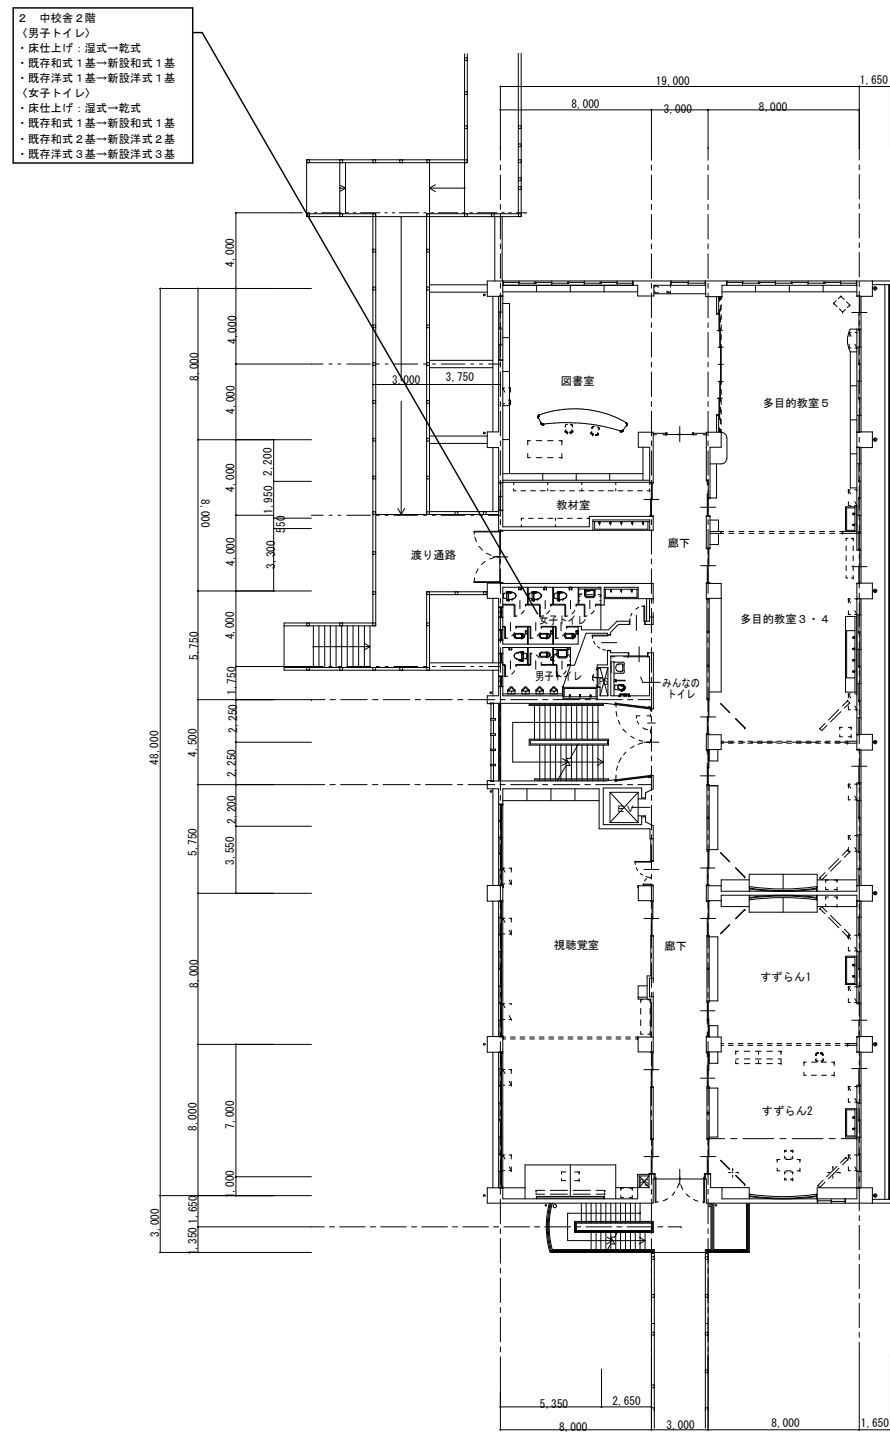 2　中校舎2階
〈男子トイレ〉
・床仕上げ：湿式→乾式
・既存和式1基→新設和式1基
・既存洋式1基→新設洋式1基
〈女子トイレ〉
・床仕上げ：湿式→乾式
・既存和式1基→新設和式1基
・既存和式2基→新設洋式2基
・既存洋式3基→新設洋式3基
19,000
1,650
8,000
3,000
8,000
4,000
4,000
8,000
3,000
3,750
4,000
図書室
多目的教室5
2,200
4,000
1,950
8,000
550
教材室
3,300
4,000
渡り通路
廊下
4,000
5,750
女子トイレ
多目的教室3・4
男子トイレ
みんなの
トイレ
1,750
2,250
48,000
4,500
2,250
2,200
EV
5,750
3,550
視聴覚室
廊下
8,000
すずらん1
8,000
7,000
すずらん2
1,000
3,000
1,650
1,350
5,350
2,650
8,000
3,000
8,000
1,650